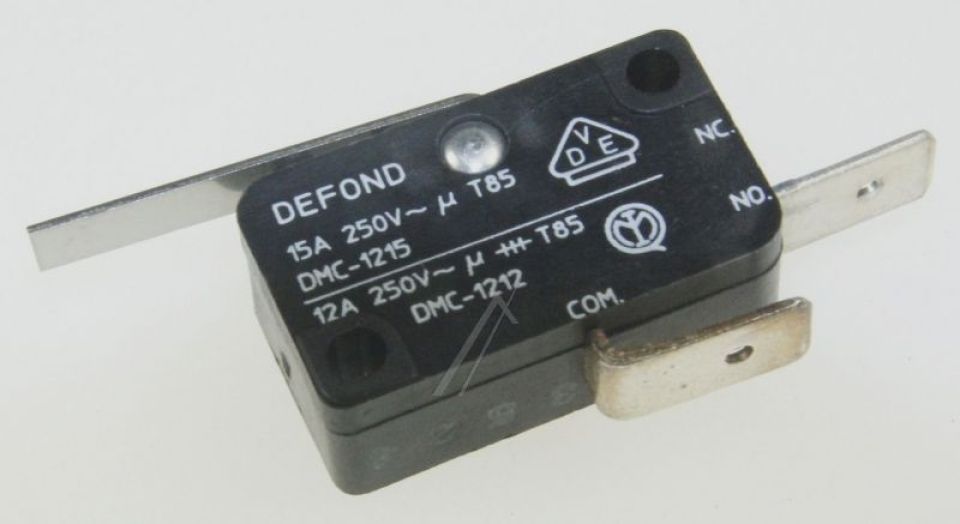 DEFOND
15A 250V~ µ T85
DMC-1215
12A 250V~ µ T85
DMC-1212
VDE
NC.
NO.
COM.